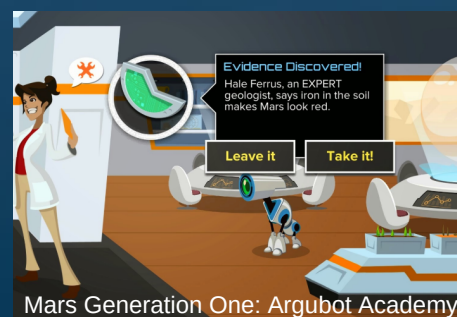 Evidence Discovered!
Hale Ferrus, an EXPERT
geologist, says iron in the soil
makes Mars look red.
Leave it
Take it!
Mars Generation One: Argubot Academy